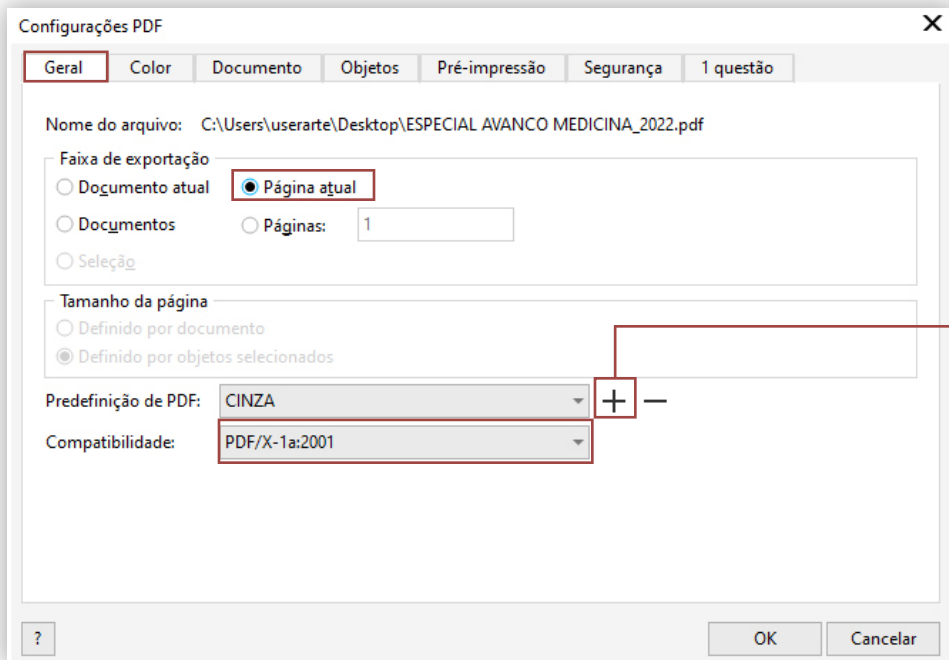 Configurações PDF
Geral Color Documento Objetos Pré-impressão Segurança 1 questão
Nome do arquivo: C:\Users\userarte\Desktop\ESPECIAL AVANCO MEDICINA_2022.pdf
Faixa de exportação
Documento atual Página atual
Documentos Páginas: 1
Seleção
Tamanho da página
Definido por documento
Definido por objetos selecionados
Predefinição de PDF: CINZA + −
Compatibilidade: PDF/X-1a:2001
? OK Cancelar